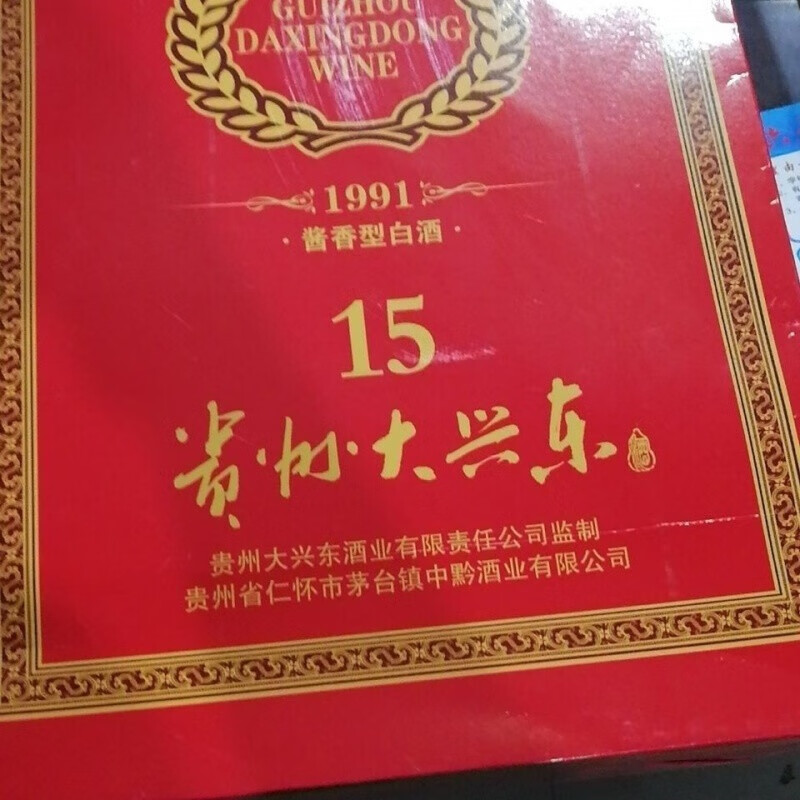 GUIZHOU
DAXINGDONG
WINE
1991
·酱香型白酒·
15
贵州大兴东
贵州大兴东酒业有限责任公司监制
贵州省仁怀市茅台镇中黔酒业有限公司